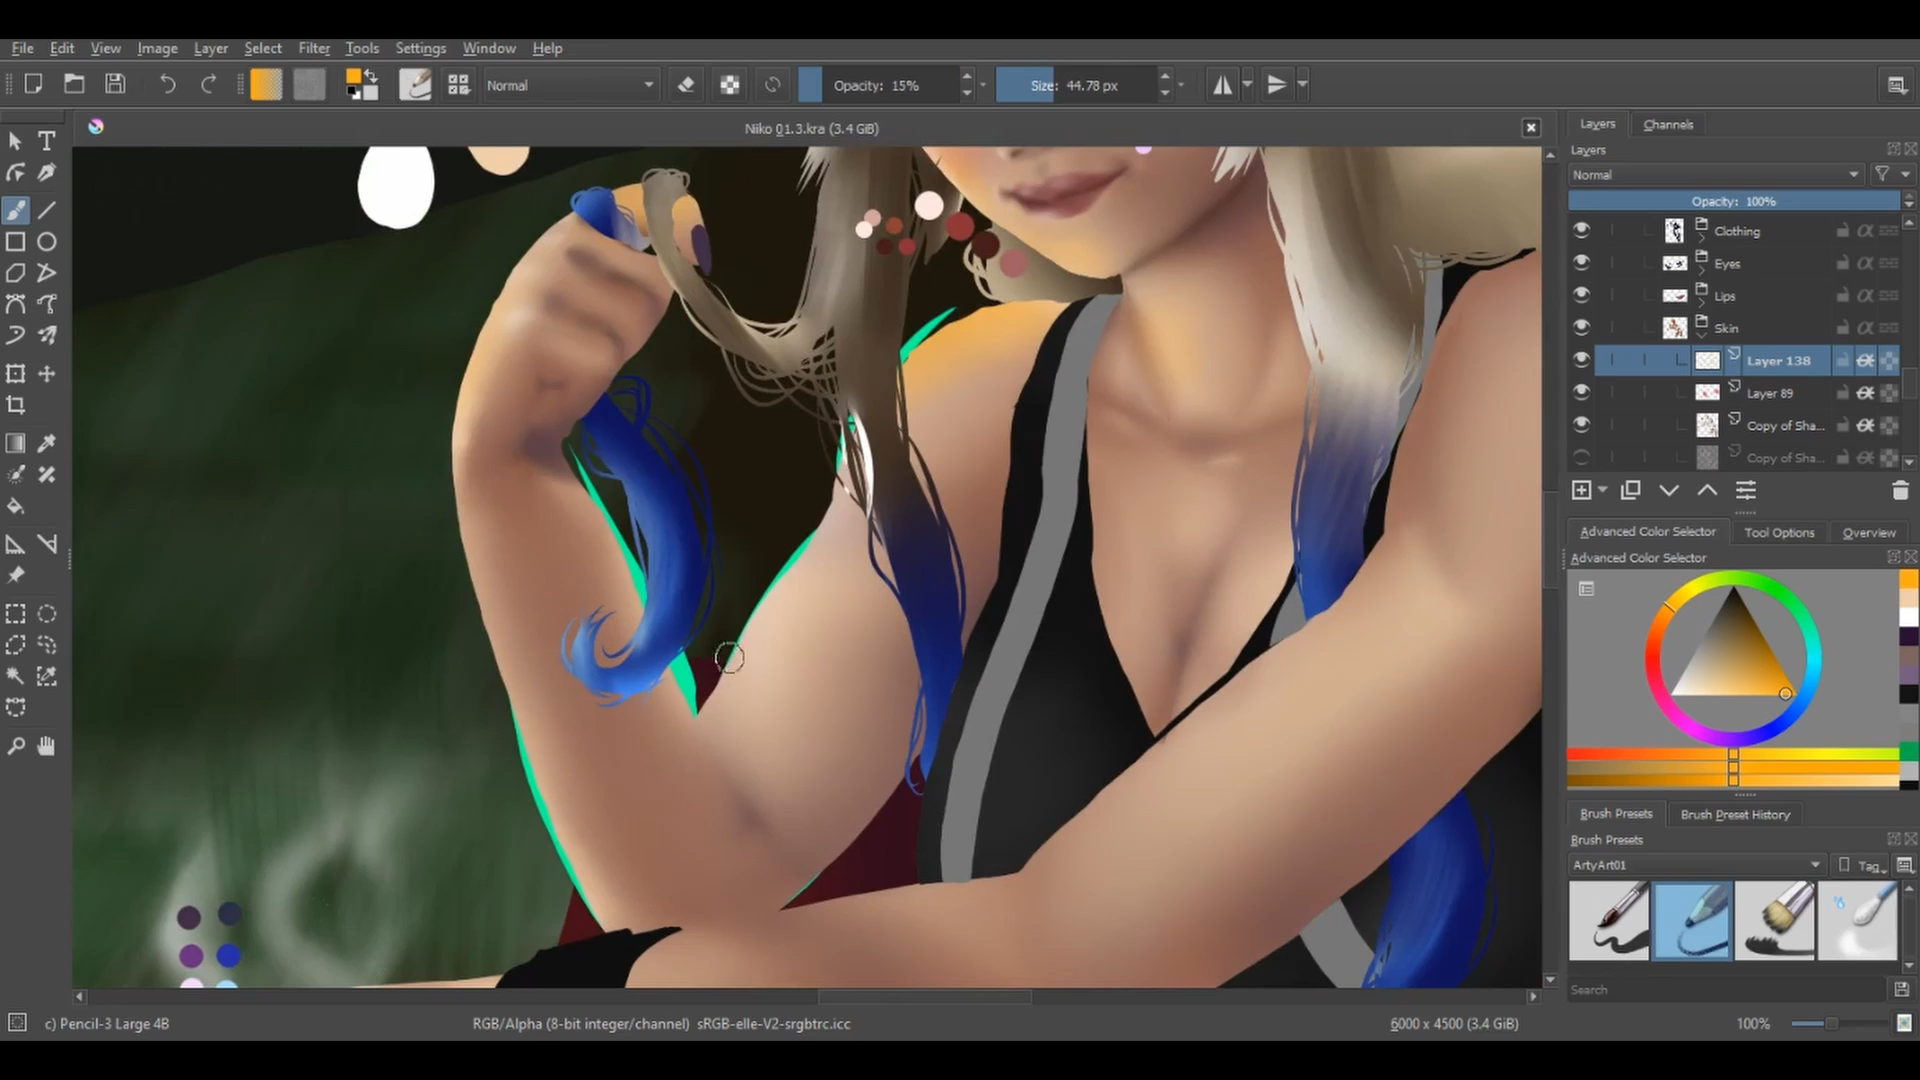 File Edit View Image Layer Select Filter Tools Settings Window Help
Normal Opacity: 15% Size: 44.78 px
Niko 01.3.kra (3.4 GiB)
Layers Channels
Layers
Normal
Opacity: 100%
Clothing
Eyes
Lips
Skin
Layer 138
Layer 89
Copy of Sha...
Copy of Sha...
Advanced Color Selector Tool Options Overview
Advanced Color Selector
Brush Presets Brush Preset History
Brush Presets
ArtyArt01 Tag
Search
c) Pencil-3 Large 4B RGB/Alpha (8-bit integer/channel) sRGB-elle-V2-srgbtrc.icc 6000 x 4500 (3.4 GiB) 100%